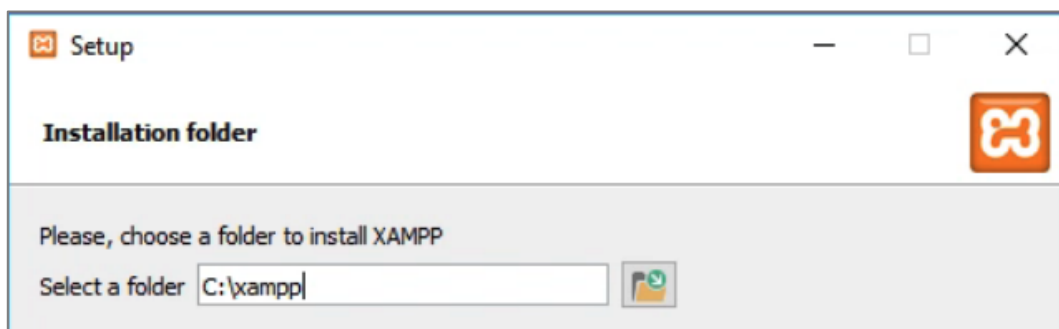 Setup
Installation folder
Please, choose a folder to install XAMPP
Select a folder C:\xampp